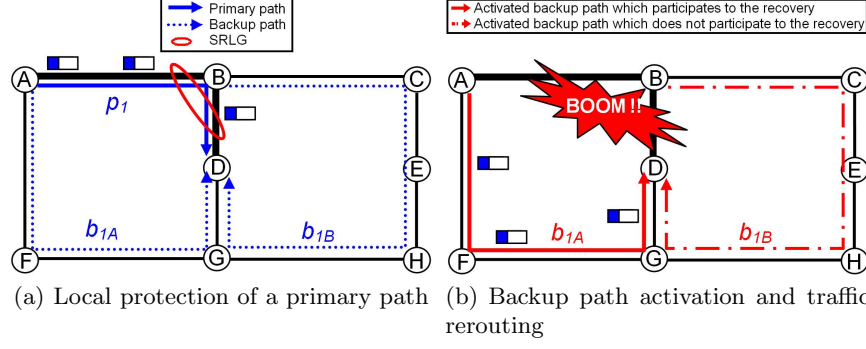 Primary path
Backup path
SRLG
Activated backup path which participates to the recovery
Activated backup path which does not participate to the recovery
A
B
C
p1
D
E
b1A
b1B
F
G
H
A
B
C
BOOM !!
D
E
b1A
b1B
F
G
H
(a) Local protection of a primary path
(b) Backup path activation and traffic
rerouting